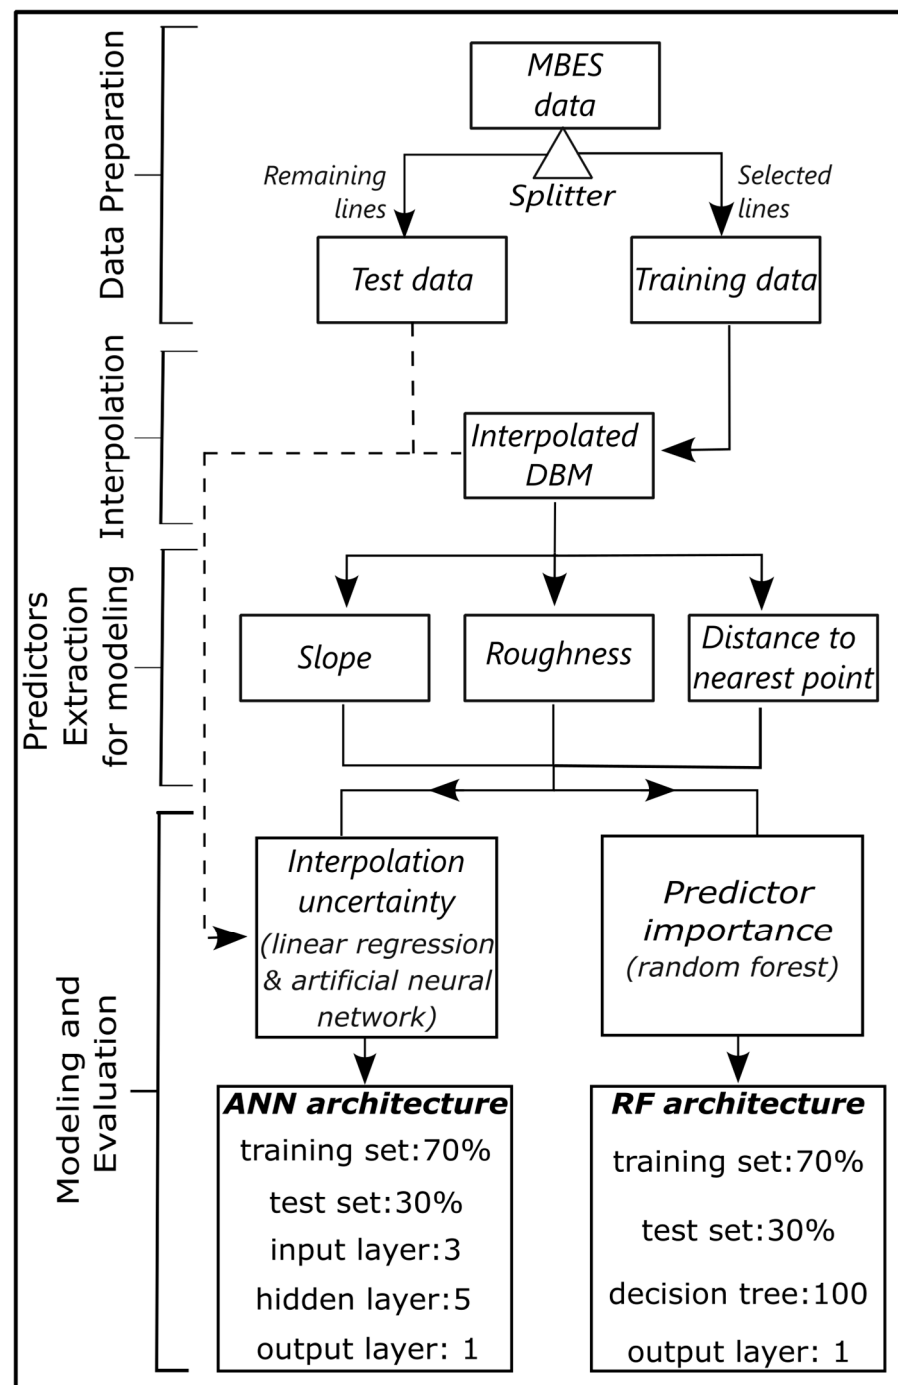 Data Preparation
MBES
data
Remaining
lines
Splitter
Selected
lines
Test data
Training data
Interpolation
Interpolated
DBM
Predictors
Extraction
for modeling
Slope
Roughness
Distance to
nearest point
Modeling and
Evaluation
Interpolation
uncertainty
(linear regression
& artificial neural
network)
Predictor
importance
(random forest)
ANN architecture
training set:70%
test set:30%
input layer:3
hidden layer:5
output layer: 1
RF architecture
training set:70%
test set:30%
decision tree:100
output layer: 1